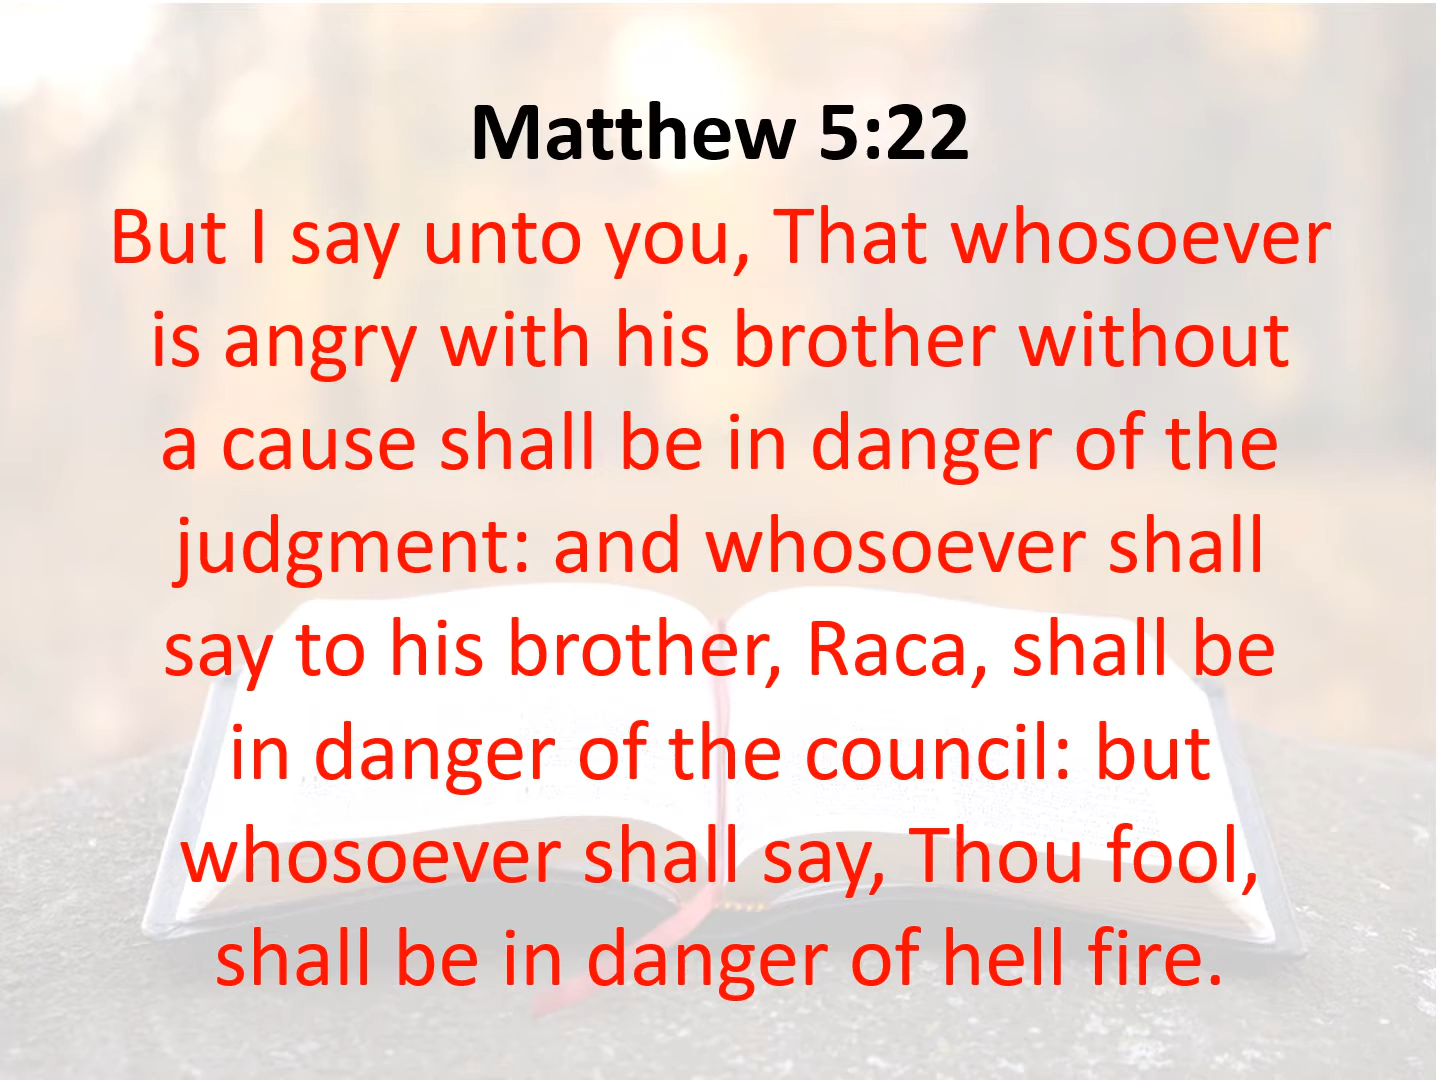 Matthew 5:22
But I say unto you, That whosoever
is angry with his brother without
a cause shall be in danger of the
judgment: and whosoever shall
say to his brother, Raca, shall be
in danger of the council: but
whosoever shall say, Thou fool,
shall be in danger of hell fire.